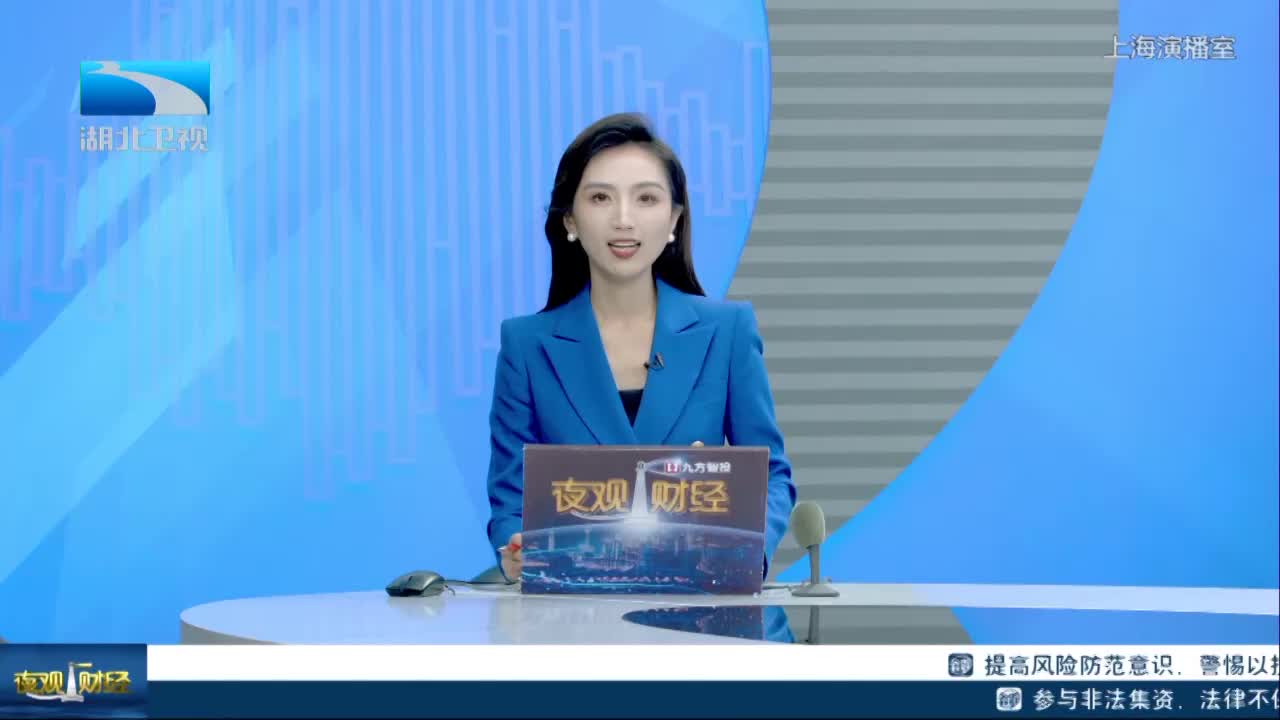 上海演播室
湖北卫视
九方智投
夜观财经
夜观财经
提高风险防范意识，警惕以
参与非法集资，法律不